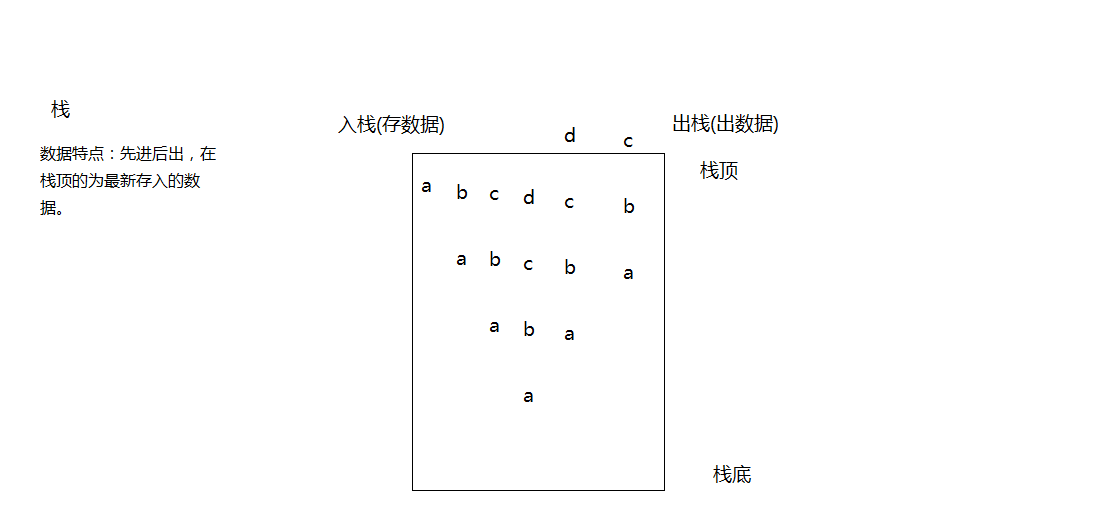 栈
数据特点：先进后出，在
栈顶的为最新存入的数
据。
入栈(存数据)
出栈(出数据)
d c
栈顶
a b c d c b
a b c b a
a b a
a
栈底